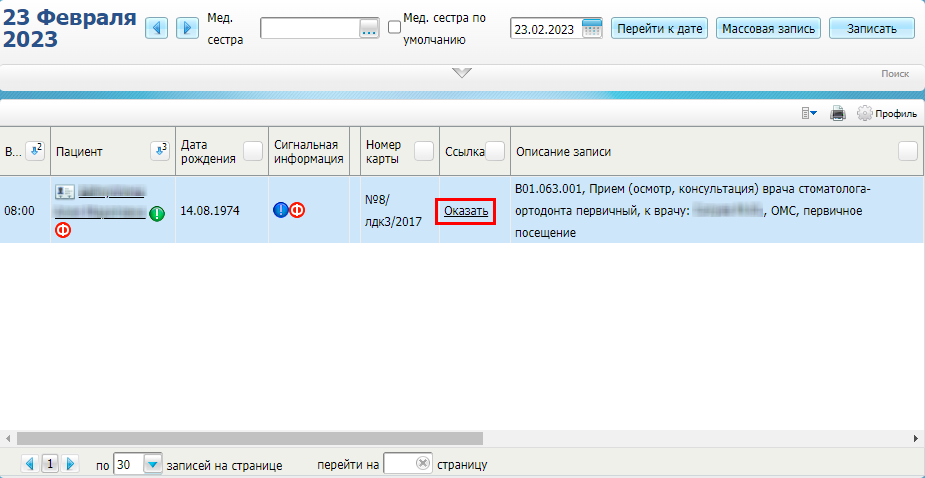 23 Февраля
2023
Мед.
сестра
...
Мед. сестра по
умолчанию
23.02.2023
Перейти к дате
Массовая запись
Записать
Поиск
Профиль
В... 2
Пациент 3
Дата
рождения
Сигнальная
информация
Номер
карты
Ссылка
Описание записи
08:00
Ф
14.08.1974
Ф
№8/
лдк3/2017
Оказать
B01.063.001, Прием (осмотр, консультация) врача стоматолога-
ортодонта первичный, к врачу: , ОМС, первичное
посещение
1
по 30 записей на странице
перейти на страницу